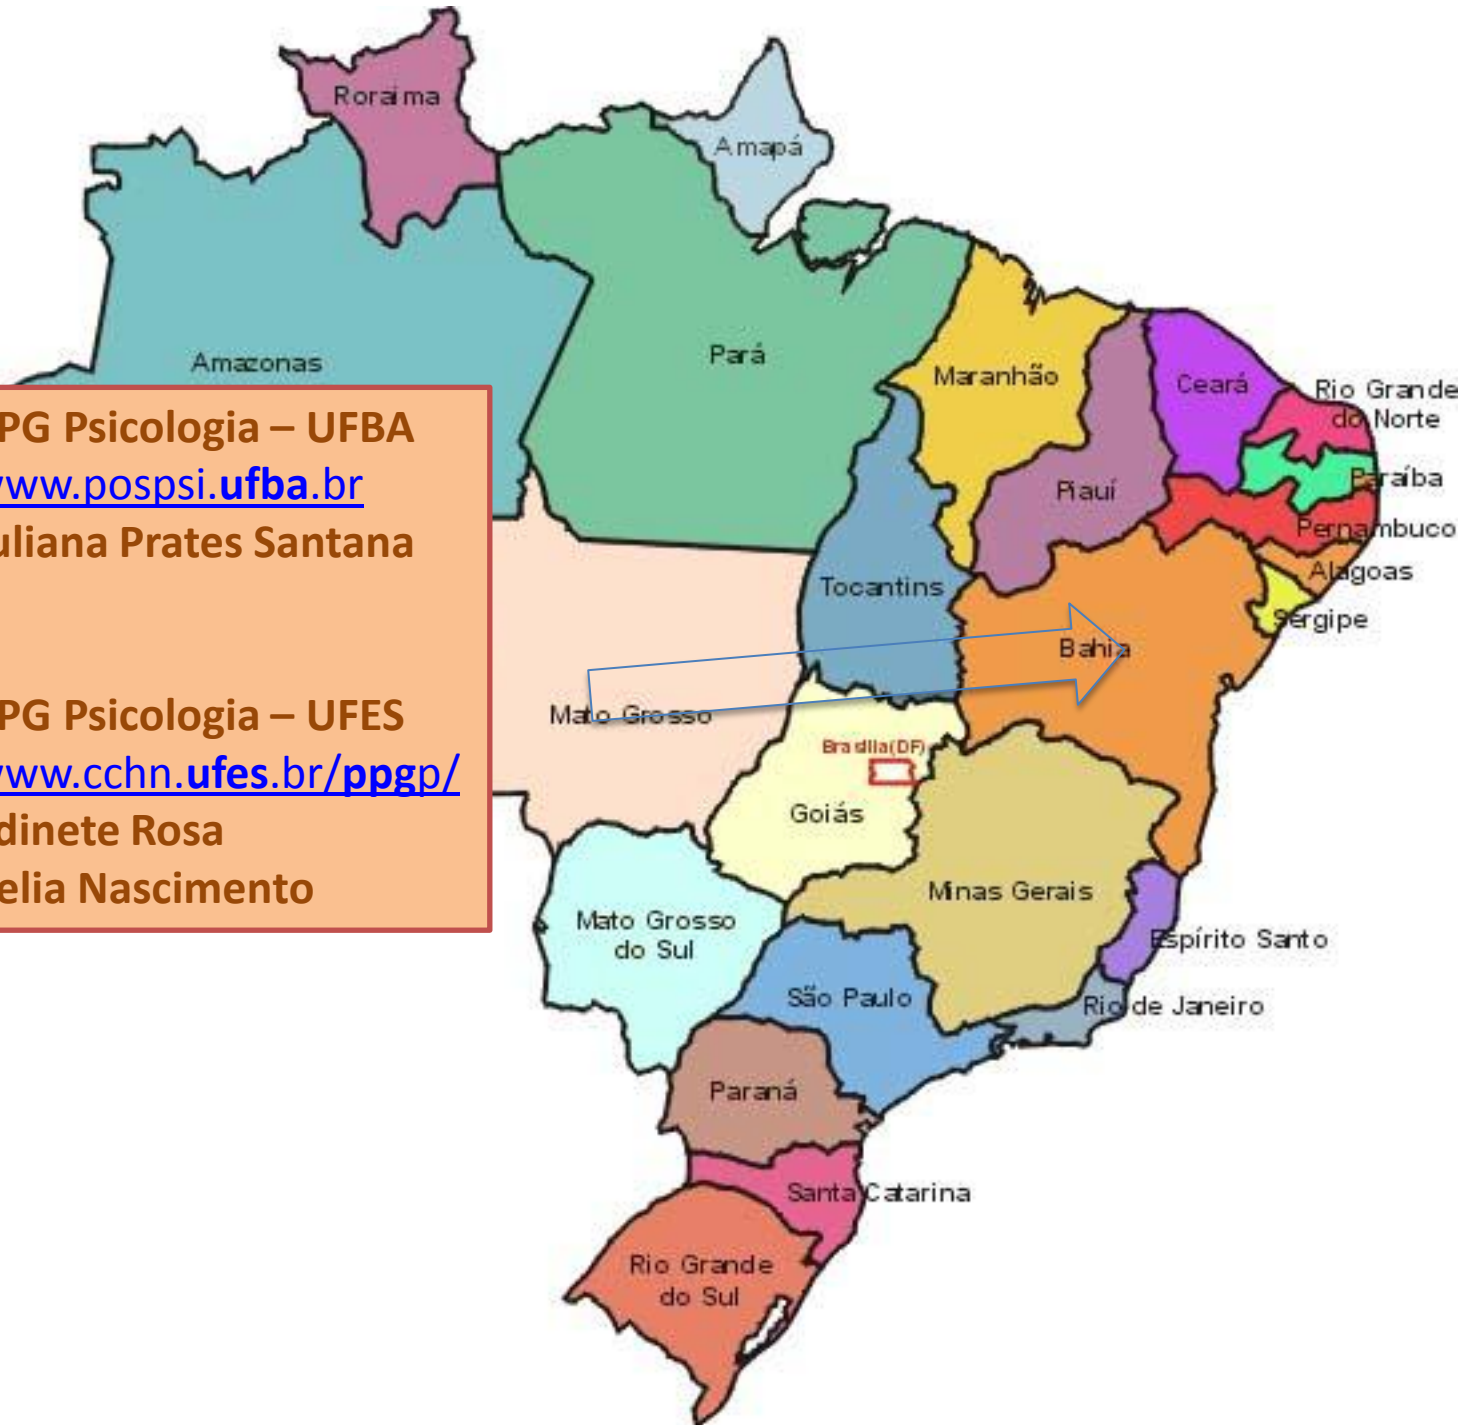 Roraima
Amapá
Amazonas
Pará
Maranhão
Ceará
Rio Grande
do Norte
Piauí
Paraíba
Pernambuco
Alagoas
Sergipe
Tocantins
Bahia
Mato Grosso
Brasília(DF)
Goiás
Minas Gerais
Mato Grosso
do Sul
Espírito Santo
São Paulo
Rio de Janeiro
Paraná
Santa Catarina
Rio Grande
do Sul
PG Psicologia – UFBA
www.pospsi.ufba.br
uliana Prates Santana
PG Psicologia – UFES
www.cchn.ufes.br/ppgp/
dinete Rosa
elia Nascimento